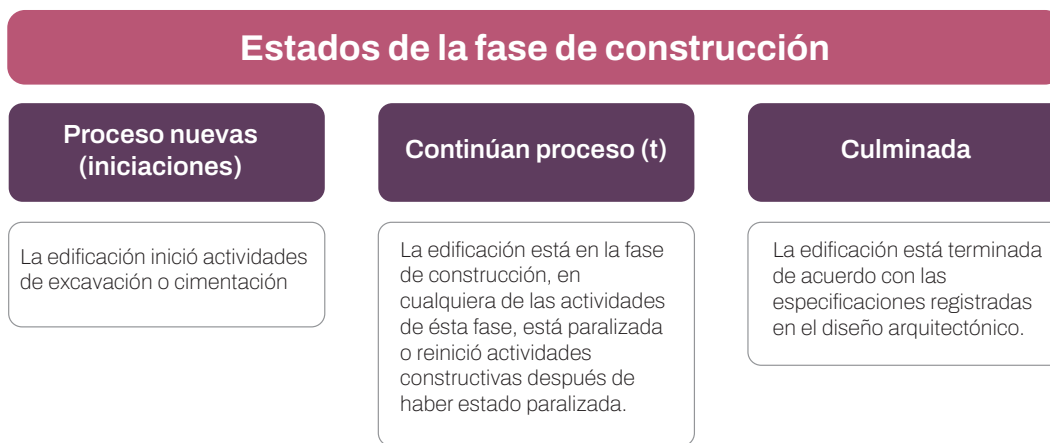 Estados de la fase de construcción
Proceso nuevas
(iniciaciones)
La edificación inició actividades
de excavación o cimentación
Continúan proceso (t)
La edificación está en la fase
de construcción, en
cualquiera de las actividades
de ésta fase, está paralizada
o reinició actividades
constructivas después de
haber estado paralizada.
Culminada
La edificación está terminada
de acuerdo con las
especificaciones registradas
en el diseño arquitectónico.